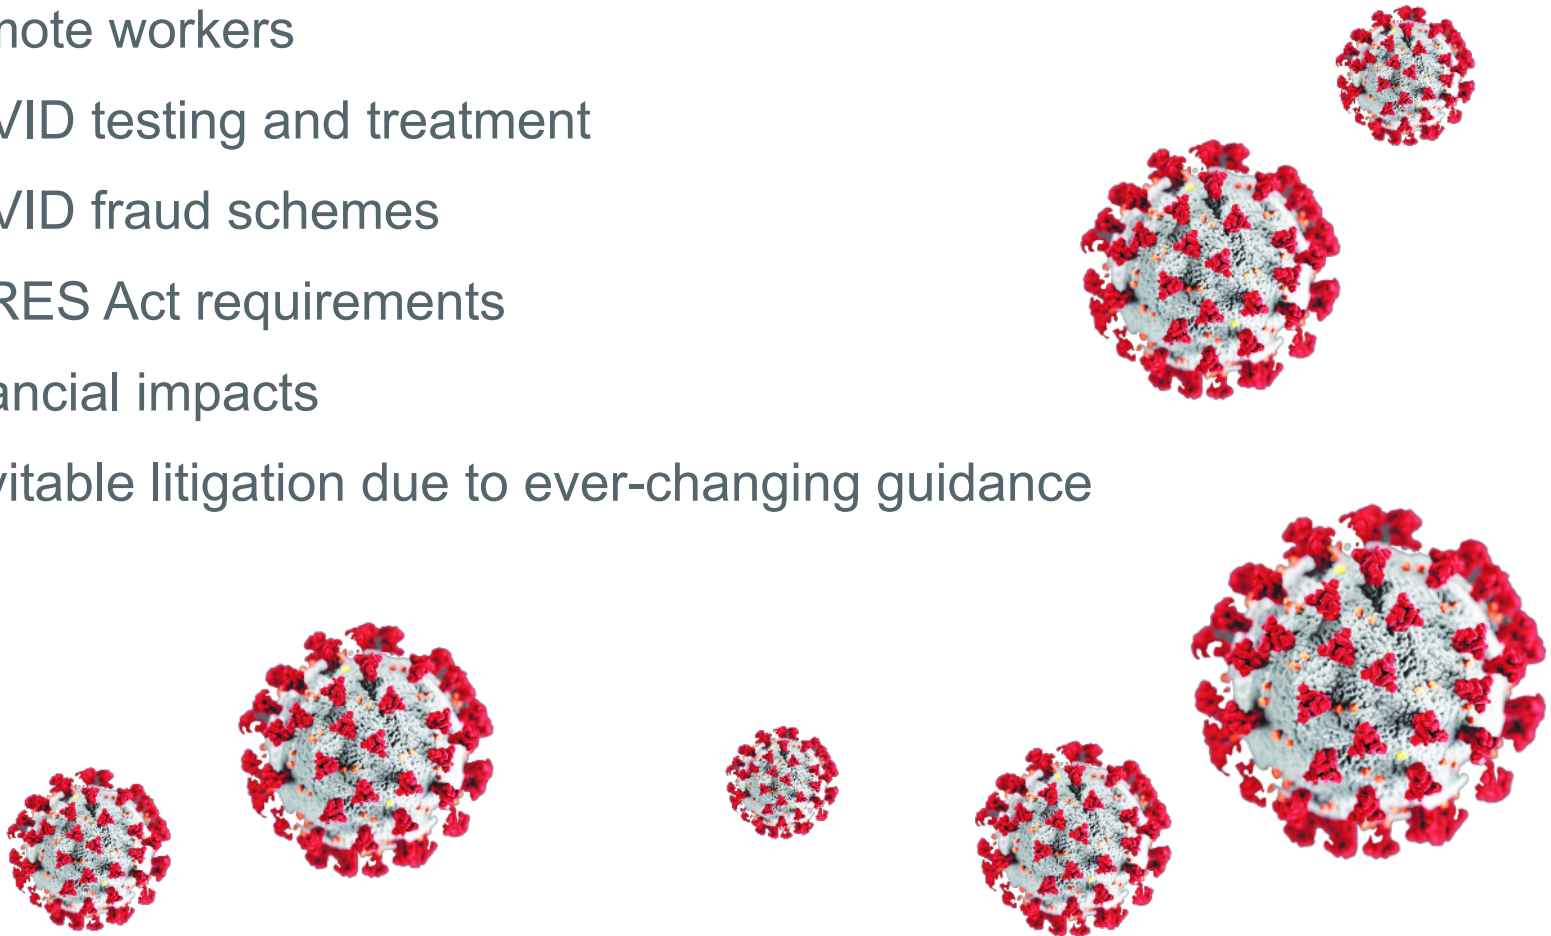 mote workers
VID testing and treatment
VID fraud schemes
RES Act requirements
ancial impacts
vitable litigation due to ever-changing guidance